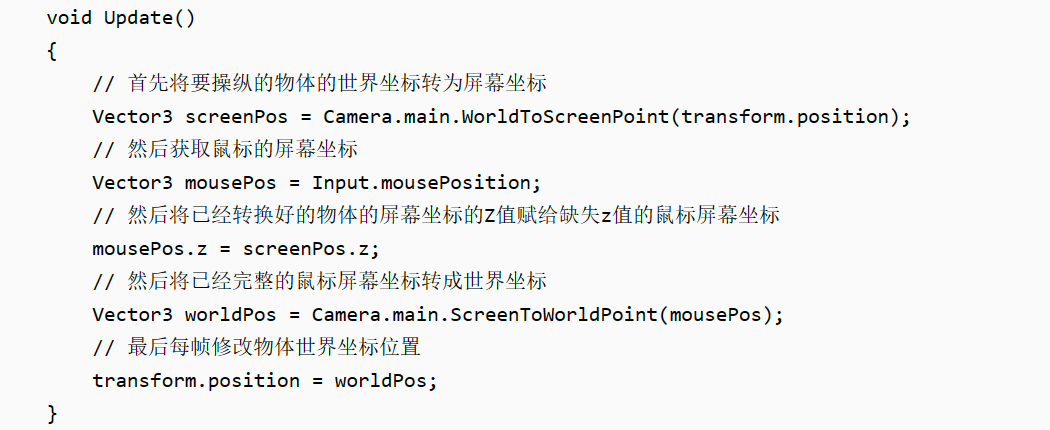 void Update()
{
    // 首先将要操纵的物体的世界坐标转为屏幕坐标
    Vector3 screenPos = Camera.main.WorldToScreenPoint(transform.position);
    // 然后获取鼠标的屏幕坐标
    Vector3 mousePos = Input.mousePosition;
    // 然后将已经转换好的物体的屏幕坐标的Z值赋给缺失z值的鼠标屏幕坐标
    mousePos.z = screenPos.z;
    // 然后将已经完整的鼠标屏幕坐标转成世界坐标
    Vector3 worldPos = Camera.main.ScreenToWorldPoint(mousePos);
    // 最后每帧修改物体世界坐标位置
    transform.position = worldPos;
}